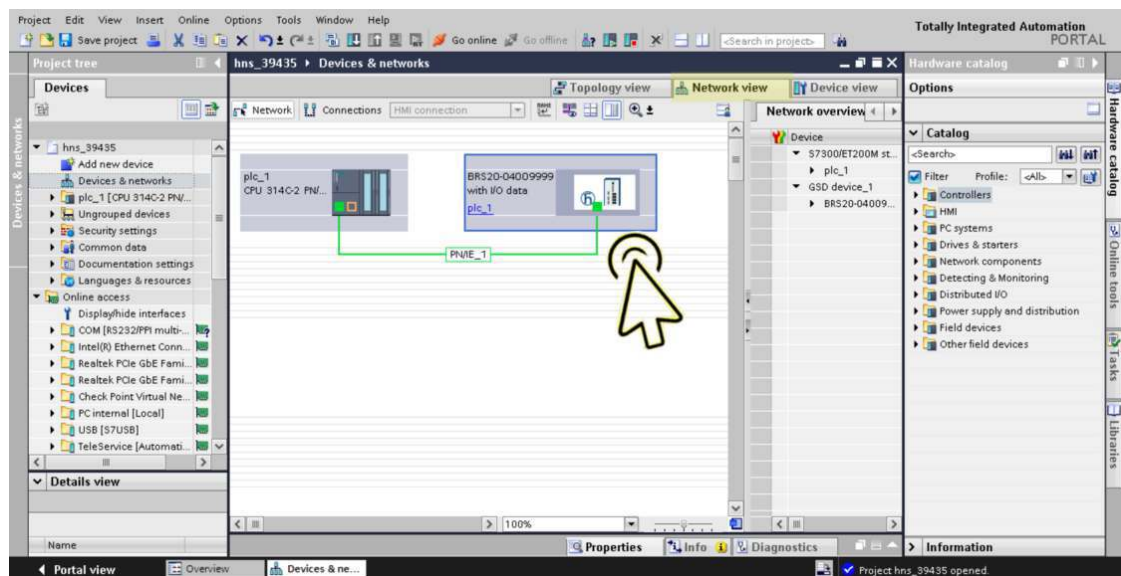 Project Edit View Insert Online Options Tools Window Help
Totally Integrated Automation
PORTAL
Save project
Go online
Go offline
<Search in project>
Project tree
hns_39435 Devices & networks
Hardware catalog
Devices
Topology view
Network view
Device view
Options
Network
Connections
HMI connection
Network overview
Device
S7300/ET200M st...
plc_1
GSD device_1
BRS20-04009...
hns_39435
Add new device
Devices & networks
plc_1 [CPU 314C-2 PN/...
Ungrouped devices
Security settings
Common data
Documentation settings
Languages & resources
Online access
Display/hide interfaces
COM [RS232/PPI multi-...
Intel(R) Ethernet Conn...
Realtek PCIe GbE Fami...
Realtek PCIe GbE Fami...
Check Point Virtual Ne...
PC internal [Local]
USB [S7USB]
TeleService [Automati...
Details view
Name
plc_1
CPU 314C-2 PN/...
BRS20-04009999
with I/O data
plc_1
PN/IE_1
100%
Catalog
<Search>
Filter
Profile:
<All>
Controllers
HMI
PC systems
Drives & starters
Network components
Detecting & Monitoring
Distributed I/O
Power supply and distribution
Field devices
Other field devices
Information
Devices & networks
Hardware catalog
Online tools
Tasks
Libraries
Properties
Info
Diagnostics
Portal view
Overview
Devices & ne...
Project hns_39435 opened.